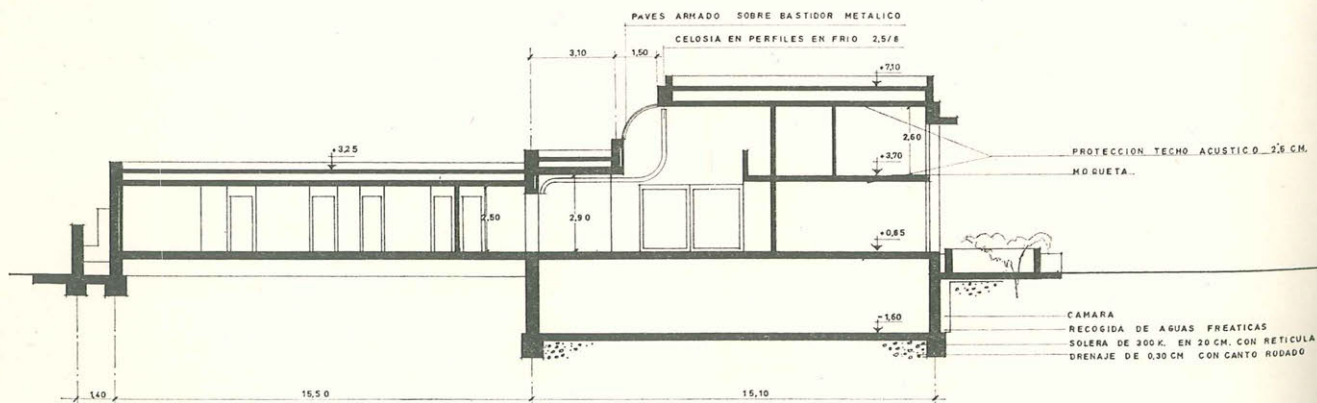 PAVES ARMADO SOBRE BASTIDOR METALICO
CELOSIA EN PERFILES EN FRIO 2,5/8
3,10
1,50
+7,10
2,60
+3,25
PROTECCION TECHO ACUSTICO 2,5 CM.
+3,70
MOQUETA..
2,50
2,90
+0,65
CAMARA
-1,60
RECOGIDA DE AGUAS FREATICAS
SOLERA DE 300K. EN 20 CM. CON RETICULA
DRENAJE DE 0,30 CM CON CANTO RODADO
1,40
15,50
15,10